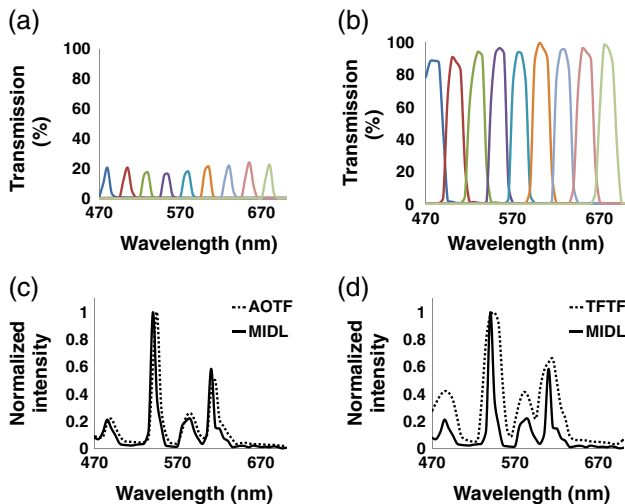 (a)
Transmission
(%)
100
80
60
40
20
0
470
570
670
Wavelength (nm)
(b)
Transmission
(%)
100
80
60
40
20
0
470
570
670
Wavelength (nm)
(c)
Normalized
intensity
1
0.8
0.6
0.4
0.2
0
470
570
670
Wavelength (nm)
AOTF
MIDL
(d)
Normalized
intensity
1
0.8
0.6
0.4
0.2
0
470
570
670
Wavelength (nm)
TFTF
MIDL